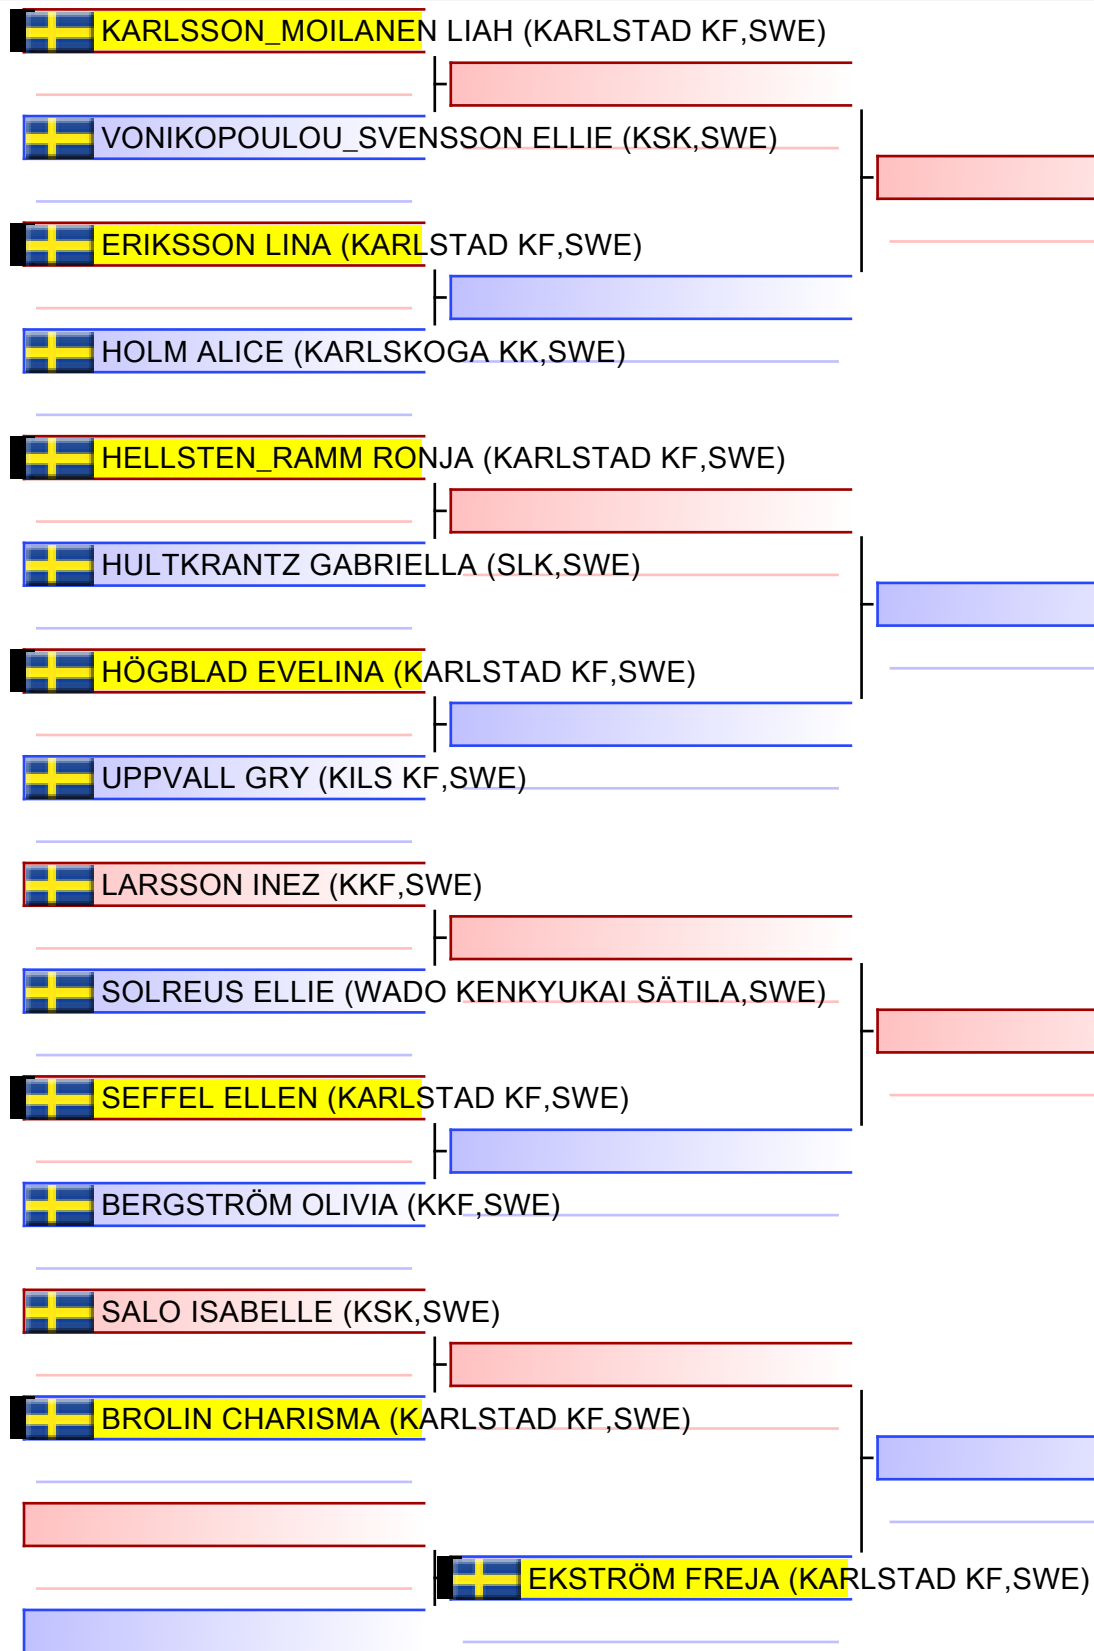 KARLSSON_MOILANEN LIAH (KARLSTAD KF,SWE)
VONIKOPOULOU_SVENSSON ELLIE (KSK,SWE)
ERIKSSON LINA (KARLSTAD KF,SWE)
HOLM ALICE (KARLSKOGA KK,SWE)
HELLSTEN_RAMM RONJA (KARLSTAD KF,SWE)
HULTKRANTZ GABRIELLA (SLK,SWE)
HÖGBLAD EVELINA (KARLSTAD KF,SWE)
UPPVALL GRY (KILS KF,SWE)
LARSSON INEZ (KKF,SWE)
SOLREUS ELLIE (WADO KENKYUKAI SÄTILA,SWE)
SEFFEL ELLEN (KARLSTAD KF,SWE)
BERGSTRÖM OLIVIA (KKF,SWE)
SALO ISABELLE (KSK,SWE)
BROLIN CHARISMA (KARLSTAD KF,SWE)
EKSTRÖM FREJA (KARLSTAD KF,SWE)